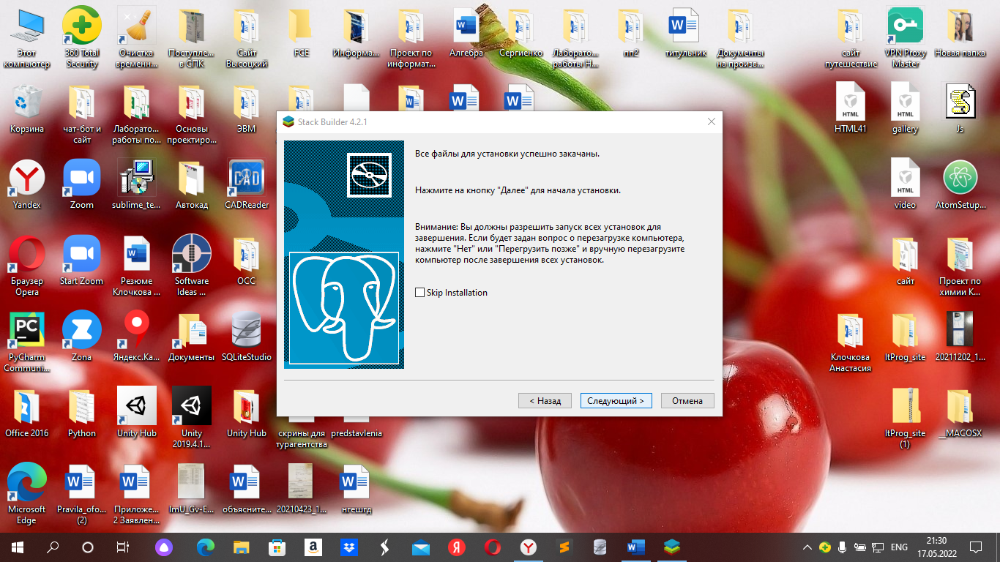 Этот
компьютер
360 Total
Security
Очистка
временн...
Поступле...
в СПК
Сайт
Высоцкий
FCE
Информа...
Проект по
информат...
Алгебра
Сергиенко
Лаборато...
работы Н...
пп2
титульник
Документы
на произв...
сайт
путешествие
VPN Proxy
Master
Новая папка
Корзина
чат-бот и
сайт
Лаборато...
работы по...
Основы
проектиро...
ЭВМ
HTML
HTML41
HTML
gallery
Js
Stack Builder 4.2.1
Все файлы для установки успешно закачаны.
Нажмите на кнопку "Далее" для начала установки.
Внимание: Вы должны разрешить запуск всех установок для
завершения. Если будет задан вопрос о перезагрузке компьютера,
нажмите "Нет" или "Перегрузить позже" и вручную перезагрузите
компьютер после завершения всех установок.
Skip Installation
< Назад
Следующий >
Отмена
Yandex
Zoom
sublime_te...
Автокад
CAD
CADReader
HTML
video
AtomSetup...
Браузер
Opera
Start Zoom
Резюме
Клочкова ...
Software
Ideas ...
ОСС
сайт
Проект по
химии К...
PC
PyCharm
Communi...
Zona
Яндекс.Ка...
Документы
SQLiteStudio
Клочкова
Анастасия
ItProg_site
20211202_1...
Office 2016
Python
Unity Hub
Unity
2019.4.1...
Unity Hub
скрины для
турагентства
predstavlenia
ItProg_site
(1)
__MACOSX
Microsoft
Edge
Pravila_ofo...
(2)
Приложе...
2 Заявлен...
ImU_Gv-E...
объясните...
20210423_1...
нгешгд
ENG
21:30
17.05.2022